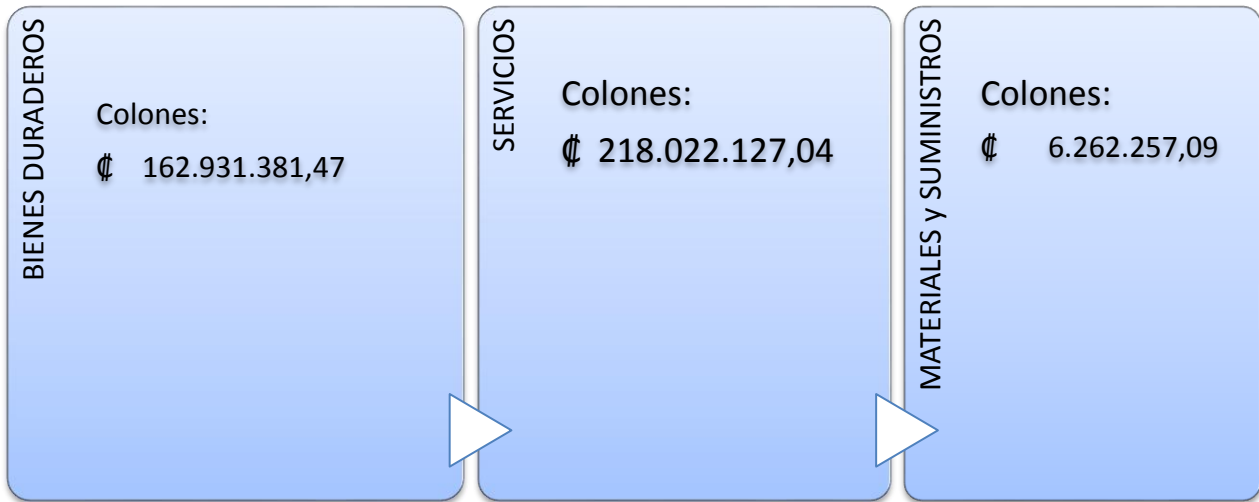 BIENES DURADEROS
Colones:
₡ 162.931.381,47
SERVICIOS
Colones:
₡ 218.022.127,04
MATERIALES y SUMINISTROS
Colones:
₡ 6.262.257,09